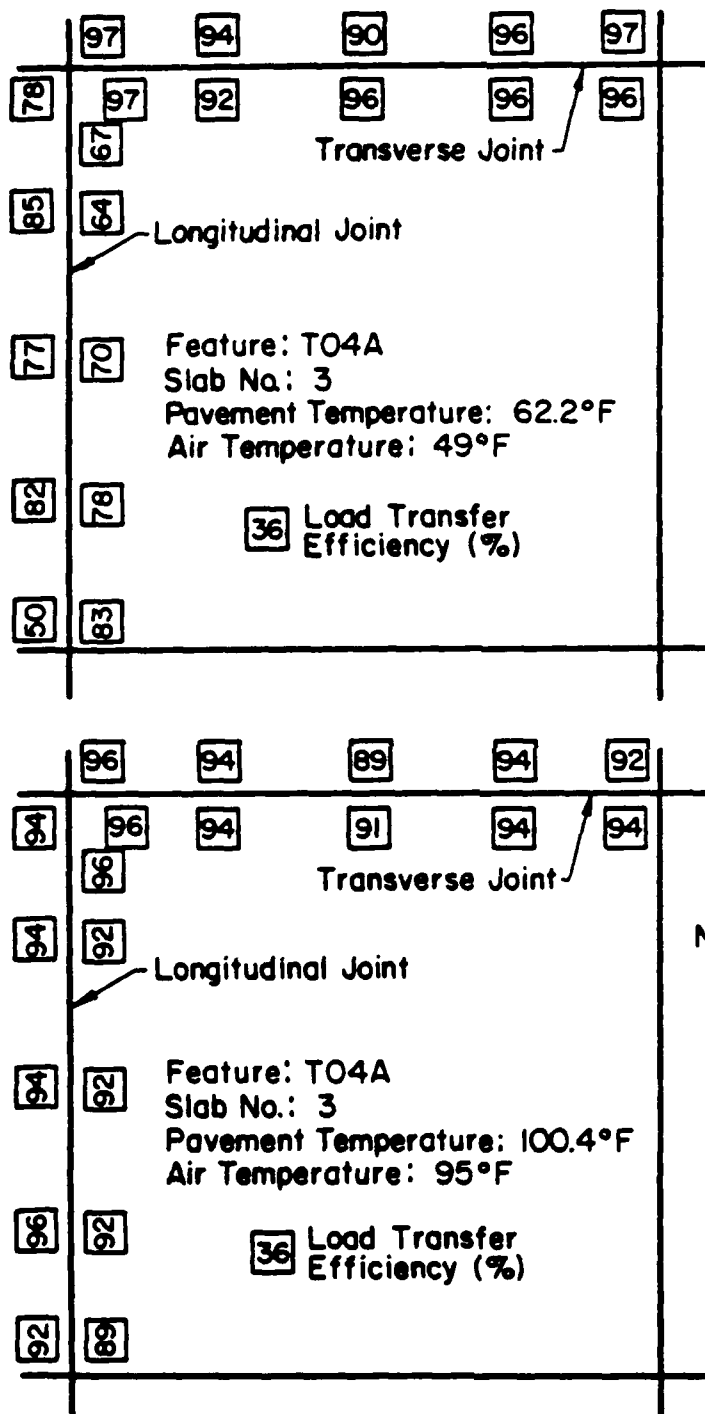 97 94 90 96 97
78 97 92 96 96 96
67
Transverse Joint
85 64
Longitudinal Joint
77 70
Feature: T04A
Slab No.: 3
Pavement Temperature: 62.2°F
Air Temperature: 49°F
82 78
36 Load Transfer
Efficiency (%)
50 83
96 94 89 94 92
94 96 94 91 94 94
96
Transverse Joint
94 92
N
Longitudinal Joint
94 92
Feature: T04A
Slab No.: 3
Pavement Temperature: 100.4°F
Air Temperature: 95°F
96 92
36 Load Transfer
Efficiency (%)
92 89